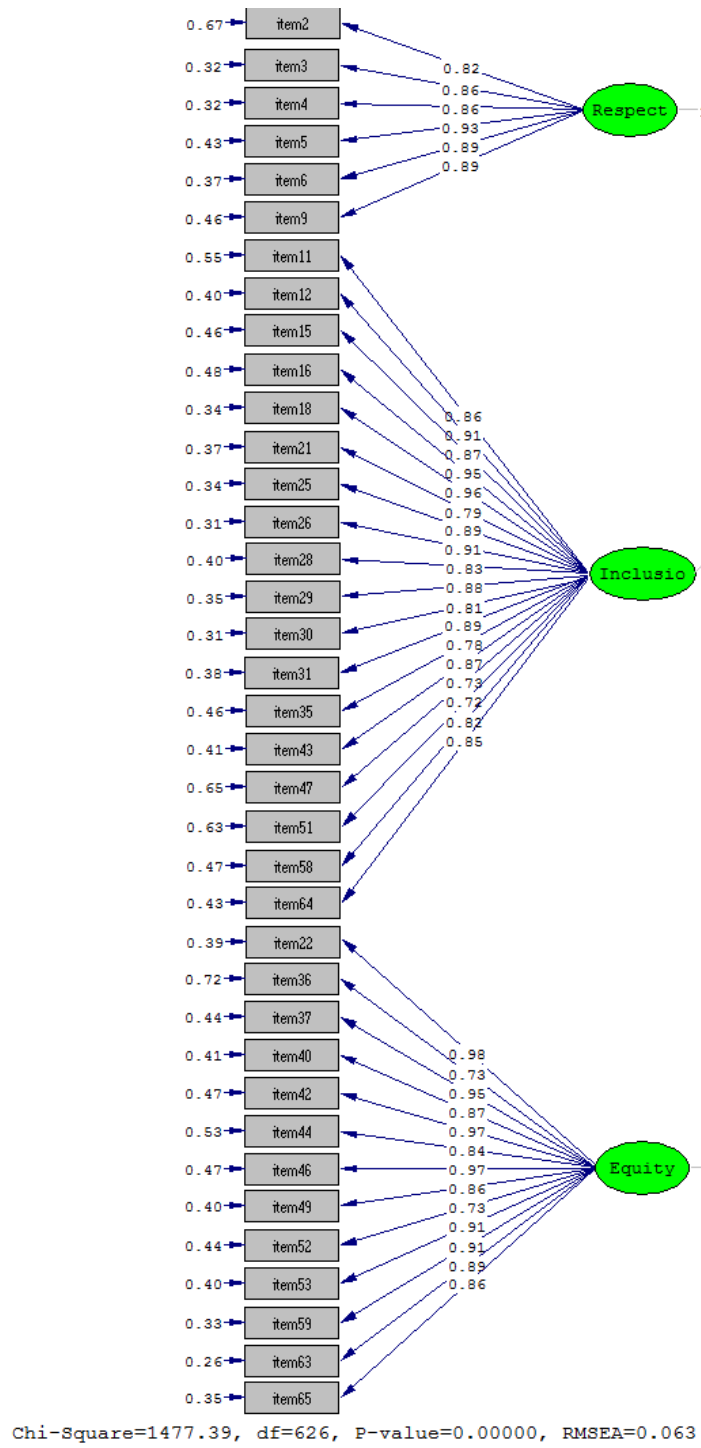 0.67 item2
0.82
0.32 item3
0.86
Respect
0.32 item4
0.86
0.93
0.43 item5
0.89
0.37 item6
0.89
0.46 item9
0.55 item11
0.40 item12
0.46 item15
0.48 item16
0.34 item18
0.86
0.91
0.37 item21
0.87
0.95
0.34 item25
0.96
0.79
0.31 item26
0.89
0.91
0.40 item28
0.83
Inclusio
0.35 item29
0.88
0.81
0.31 item30
0.89
0.78
0.38 item31
0.87
0.73
0.46 item35
0.72
0.82
0.41 item43
0.85
0.65 item47
0.63 item51
0.47 item58
0.43 item64
0.39 item22
0.72 item36
0.44 item37
0.41 item40
0.98
0.73
0.47 item42
0.95
0.87
0.53 item44
0.97
0.84
0.47 item46
0.97
Equity
0.40 item49
0.86
0.73
0.44 item52
0.91
0.91
0.40 item53
0.89
0.86
0.33 item59
0.26 item63
0.35 item65
Chi-Square=1477.39, df=626, P-value=0.00000, RMSEA=0.063